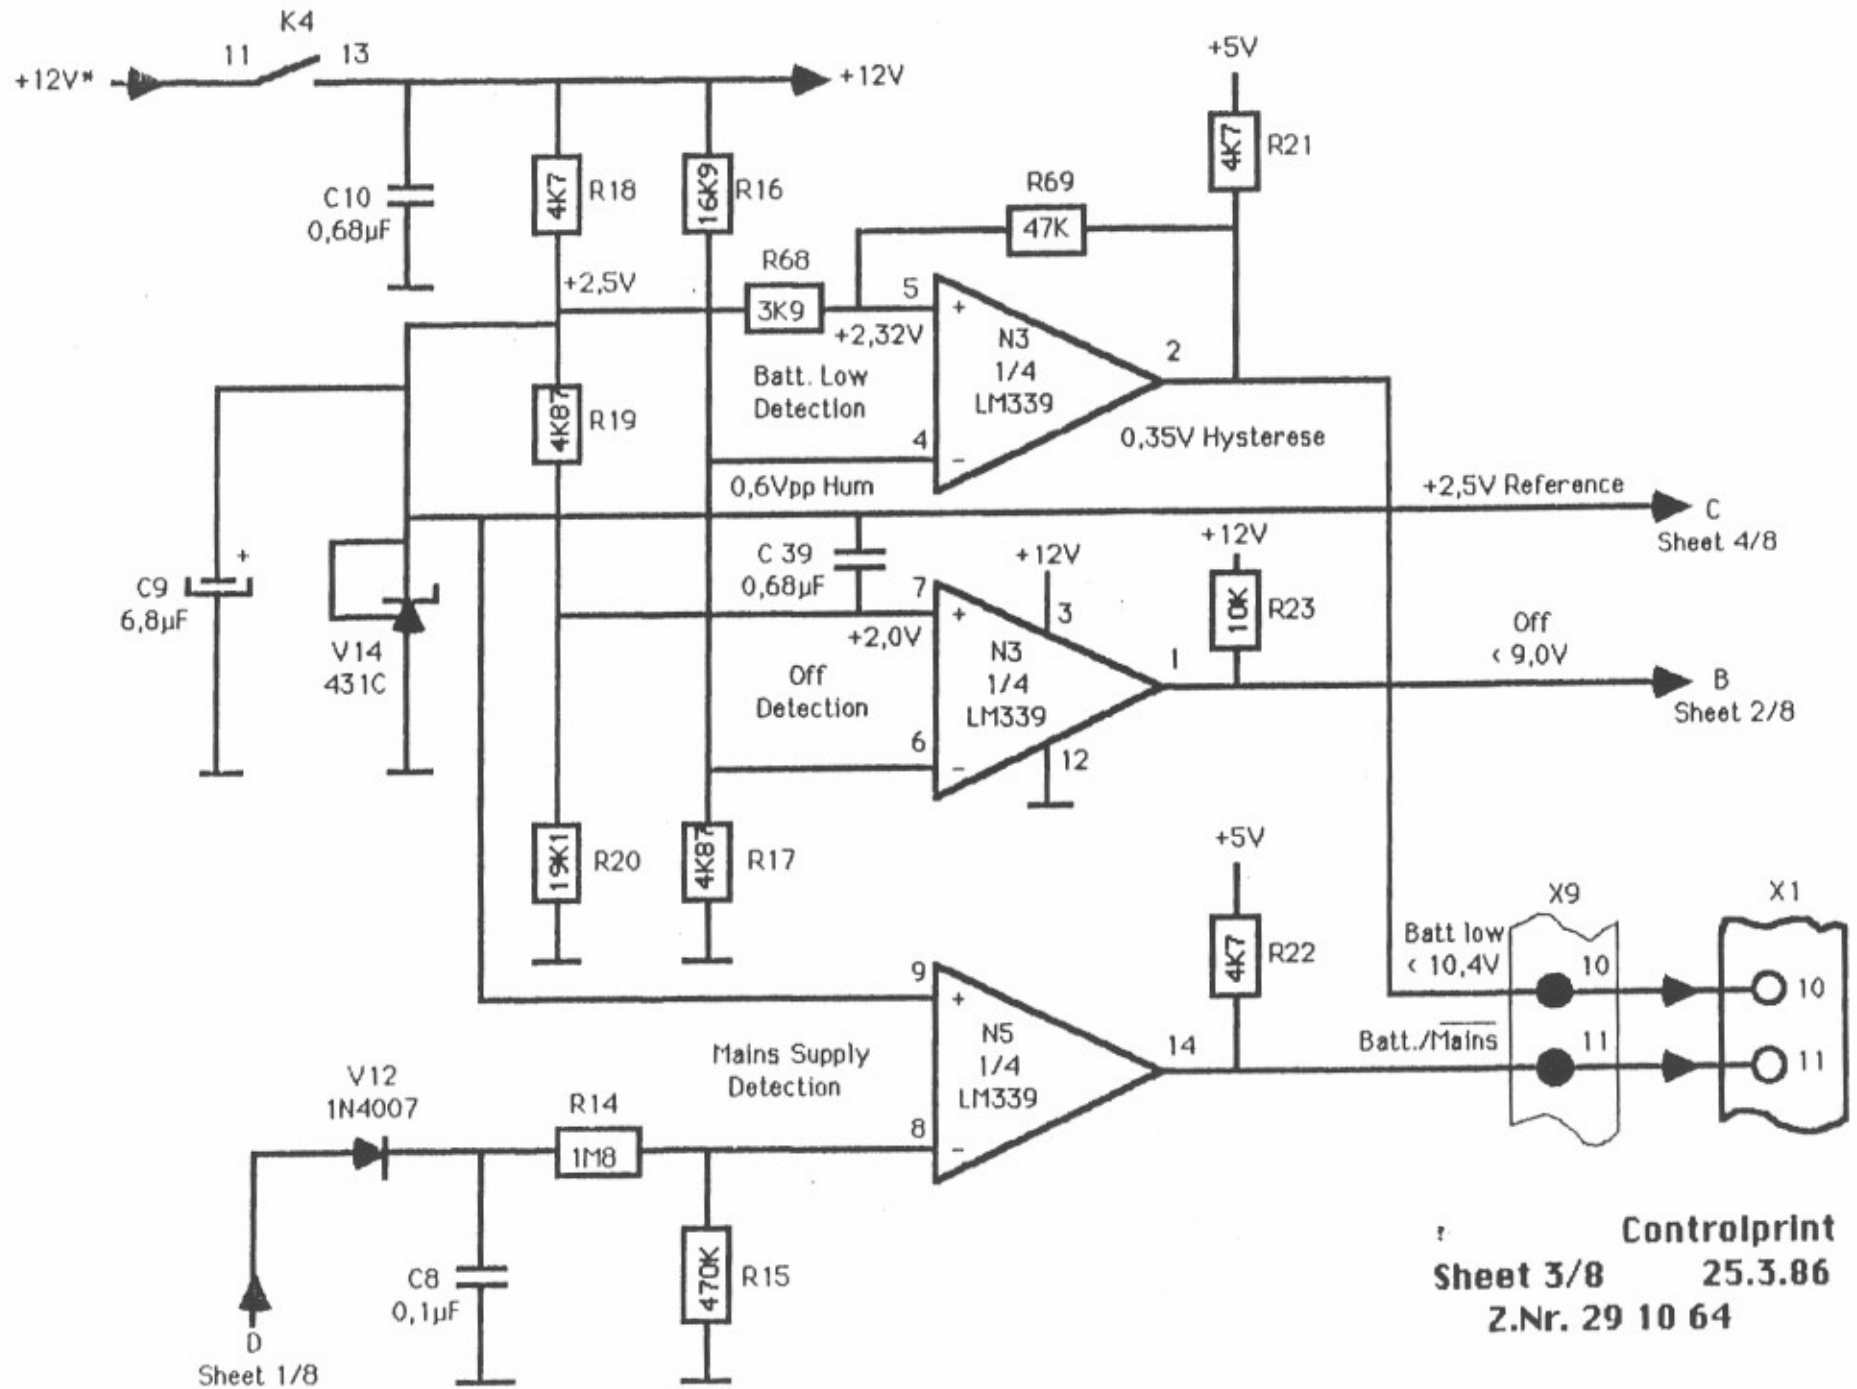 K4
11
13
+12V*
+12V
+5V
4K7
R21
C10
0,68µF
4K7
R18
16K9
R16
R69
47K
+2,5V
R68
3K9
5
+
+2,32V
N3
1/4
LM339
2
Batt. Low
Detection
4K87
R19
4
−
0,35V Hysterese
0,6Vpp Hum
+2,5V Reference
C
Sheet 4/8
C9
6,8µF
+
V14
431C
C 39
0,68µF
+12V
3
+12V
10K
R23
7
+
+2,0V
N3
1/4
LM339
1
Off
< 9,0V
B
Sheet 2/8
Off
Detection
6
−
12
19K1
R20
4K87
R17
+5V
4K7
R22
X9
X1
Batt low
< 10,4V
10
10
9
+
N5
1/4
LM339
14
Batt./Mains
11
11
Mains Supply
Detection
V12
1N4007
R14
1M8
8
−
C8
0,1µF
470K
R15
D
Sheet 1/8
Controlprint
Sheet 3/8 25.3.86
Z.Nr. 29 10 64